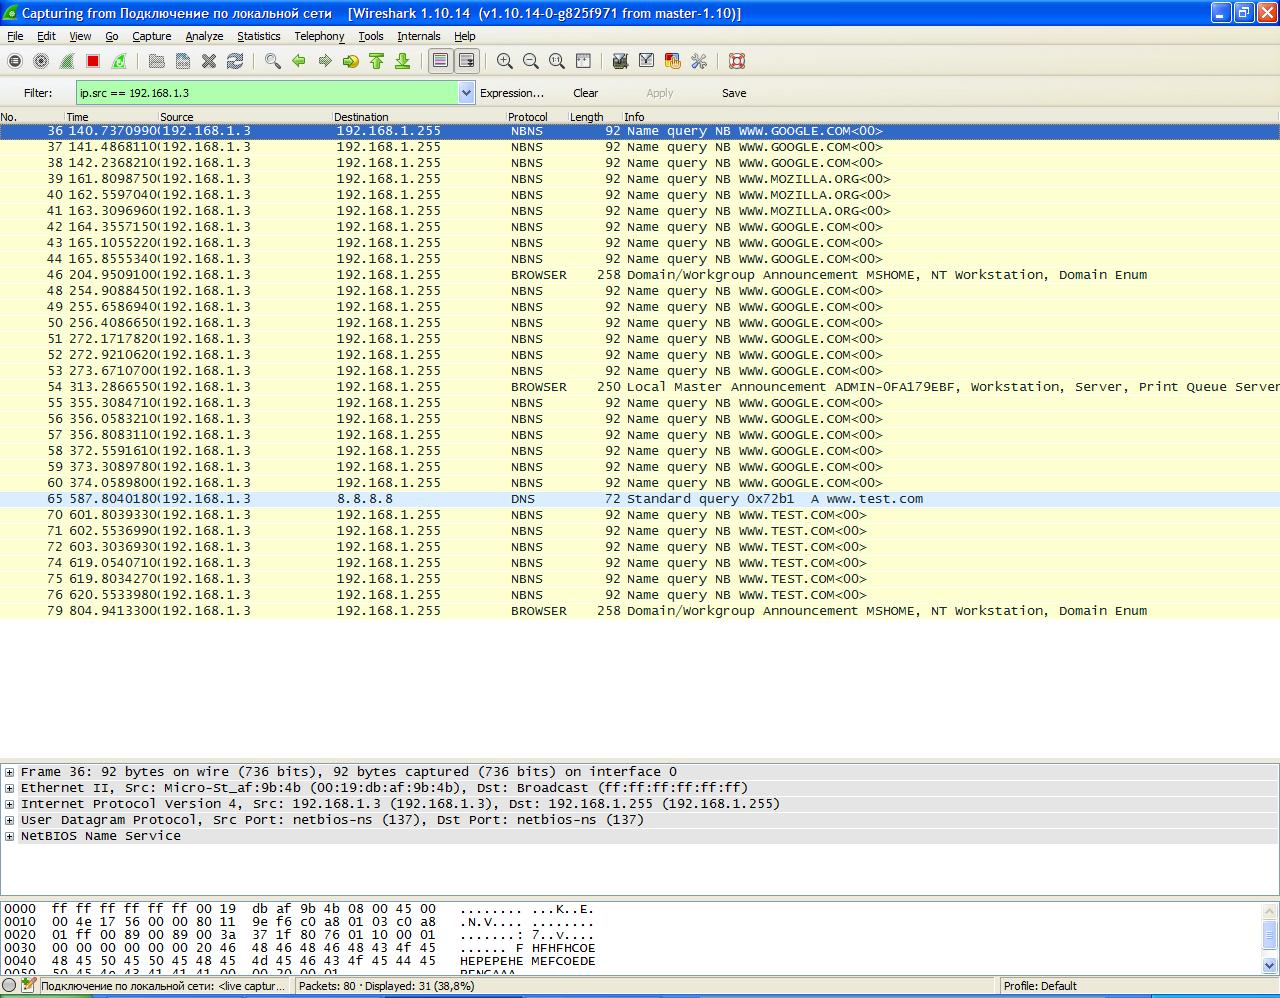 Capturing from Подключение по локальной сети [Wireshark 1.10.14 (v1.10.14-0-g825f971 from master-1.10)]
File Edit View Go Capture Analyze Statistics Telephony Tools Internals Help
Filter: ip.src == 192.168.1.3 Expression... Clear Apply Save
No. Time Source Destination Protocol Length Info
36 140.73709900 192.168.1.3 192.168.1.255 NBNS 92 Name query NB WWW.GOOGLE.COM<00>
37 141.48681100 192.168.1.3 192.168.1.255 NBNS 92 Name query NB WWW.GOOGLE.COM<00>
38 142.23682100 192.168.1.3 192.168.1.255 NBNS 92 Name query NB WWW.GOOGLE.COM<00>
39 161.80987500 192.168.1.3 192.168.1.255 NBNS 92 Name query NB WWW.MOZILLA.ORG<00>
40 162.55970400 192.168.1.3 192.168.1.255 NBNS 92 Name query NB WWW.MOZILLA.ORG<00>
41 163.30969600 192.168.1.3 192.168.1.255 NBNS 92 Name query NB WWW.MOZILLA.ORG<00>
42 164.35571500 192.168.1.3 192.168.1.255 NBNS 92 Name query NB WWW.GOOGLE.COM<00>
43 165.10552200 192.168.1.3 192.168.1.255 NBNS 92 Name query NB WWW.GOOGLE.COM<00>
44 165.85553400 192.168.1.3 192.168.1.255 NBNS 92 Name query NB WWW.GOOGLE.COM<00>
46 204.95091000 192.168.1.3 192.168.1.255 BROWSER 258 Domain/Workgroup Announcement MSHOME, NT Workstation, Domain Enum
48 254.90884500 192.168.1.3 192.168.1.255 NBNS 92 Name query NB WWW.GOOGLE.COM<00>
49 255.65869400 192.168.1.3 192.168.1.255 NBNS 92 Name query NB WWW.GOOGLE.COM<00>
50 256.40866500 192.168.1.3 192.168.1.255 NBNS 92 Name query NB WWW.GOOGLE.COM<00>
51 272.17178200 192.168.1.3 192.168.1.255 NBNS 92 Name query NB WWW.GOOGLE.COM<00>
52 272.92106200 192.168.1.3 192.168.1.255 NBNS 92 Name query NB WWW.GOOGLE.COM<00>
53 273.67107000 192.168.1.3 192.168.1.255 NBNS 92 Name query NB WWW.GOOGLE.COM<00>
54 313.28665500 192.168.1.3 192.168.1.255 BROWSER 250 Local Master Announcement ADMIN-0FA179EBF, Workstation, Server, Print Queue Server
55 355.30847100 192.168.1.3 192.168.1.255 NBNS 92 Name query NB WWW.GOOGLE.COM<00>
56 356.05832100 192.168.1.3 192.168.1.255 NBNS 92 Name query NB WWW.GOOGLE.COM<00>
57 356.80831100 192.168.1.3 192.168.1.255 NBNS 92 Name query NB WWW.GOOGLE.COM<00>
58 372.55916100 192.168.1.3 192.168.1.255 NBNS 92 Name query NB WWW.GOOGLE.COM<00>
59 373.30897800 192.168.1.3 192.168.1.255 NBNS 92 Name query NB WWW.GOOGLE.COM<00>
60 374.05898000 192.168.1.3 192.168.1.255 NBNS 92 Name query NB WWW.GOOGLE.COM<00>
65 587.80401800 192.168.1.3 8.8.8.8 DNS 72 Standard query 0x72b1 A www.test.com
70 601.80393300 192.168.1.3 192.168.1.255 NBNS 92 Name query NB WWW.TEST.COM<00>
71 602.55369900 192.168.1.3 192.168.1.255 NBNS 92 Name query NB WWW.TEST.COM<00>
72 603.30369300 192.168.1.3 192.168.1.255 NBNS 92 Name query NB WWW.TEST.COM<00>
74 619.05407100 192.168.1.3 192.168.1.255 NBNS 92 Name query NB WWW.TEST.COM<00>
75 619.80342700 192.168.1.3 192.168.1.255 NBNS 92 Name query NB WWW.TEST.COM<00>
76 620.55339800 192.168.1.3 192.168.1.255 NBNS 92 Name query NB WWW.TEST.COM<00>
79 804.94133000 192.168.1.3 192.168.1.255 BROWSER 258 Domain/Workgroup Announcement MSHOME, NT Workstation, Domain Enum
Frame 36: 92 bytes on wire (736 bits), 92 bytes captured (736 bits) on interface 0
Ethernet II, Src: Micro-St_af:9b:4b (00:19:db:af:9b:4b), Dst: Broadcast (ff:ff:ff:ff:ff:ff)
Internet Protocol Version 4, Src: 192.168.1.3 (192.168.1.3), Dst: 192.168.1.255 (192.168.1.255)
User Datagram Protocol, Src Port: netbios-ns (137), Dst Port: netbios-ns (137)
NetBIOS Name Service
0000 ff ff ff ff ff ff 00 19 db af 9b 4b 08 00 45 00 ........ ...K..E.
0010 00 4e 17 56 00 00 80 11 9e f6 c0 a8 01 03 c0 a8 .N.V.... ........
0020 01 ff 00 89 00 89 00 3a 37 1f 80 76 01 10 00 01 .......: 7..v....
0030 00 00 00 00 00 00 20 46 48 46 48 46 48 43 4f 45 ...... F HFHFHCOE
0040 48 45 50 45 50 45 48 45 4d 45 46 43 4f 45 44 45 HEPEPEHE MEFCOEDE
0050 50 45 4e 43 41 41 41 00 00 20 00 01 PENCAAA.
Подключение по локальной сети: <live captur... Packets: 80 · Displayed: 31 (38,8%) Profile: Default